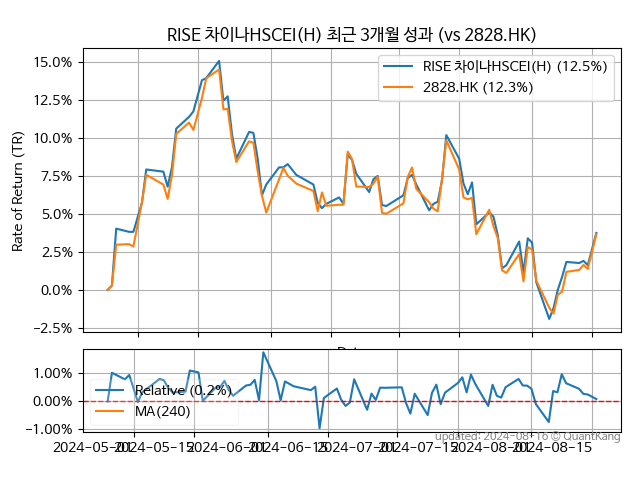 RISE 차이나HSCEI(H) 최근 3개월 성과 (vs 2828.HK)
Rate of Return (TR)
15.0%
12.5%
10.0%
7.5%
5.0%
2.5%
0.0%
−2.5%
RISE 차이나HSCEI(H) (12.5%)
2828.HK (12.3%)
1.00%
0.00%
−1.00%
Relative (0.2%)
MA(240)
2024-05-01
2024-05-15
2024-06-01
2024-06-15
2024-07-01
2024-07-15
2024-08-01
2024-08-15
updated: 2024-08-16 © QuantKang